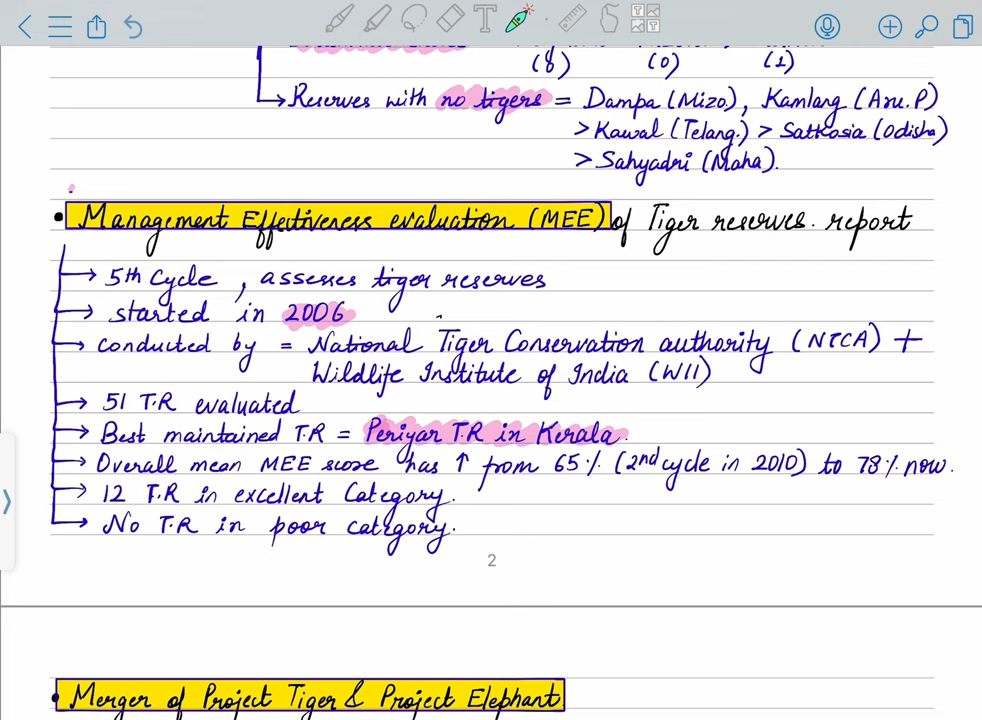 (8) (0) (1)
→Reserves with no tigers = Dampa (Mizo.), Kamlang (Aru.P)
> Kawal (Telang.) > Satkosia (Odisha)
> Sahyadri (Maha).
• Management Effectiveness evaluation (MEE) of Tiger reserves. report
→ 5th Cycle, assesses tiger reserves
→ started in 2006
→ conducted by = National Tiger Conservation authority (NTCA) +
Wildlife Institute of India (WII)
→ 51 T.R evaluated
→ Best maintained T.R = Periyar T.R in Kerala.
→ Overall mean MEE score has ↑ from 65% (2nd cycle in 2010) to 78% now.
→ 12 T.R in excellent Category.
→ No T.R in poor category.
2
• Merger of Project Tiger & Project Elephant